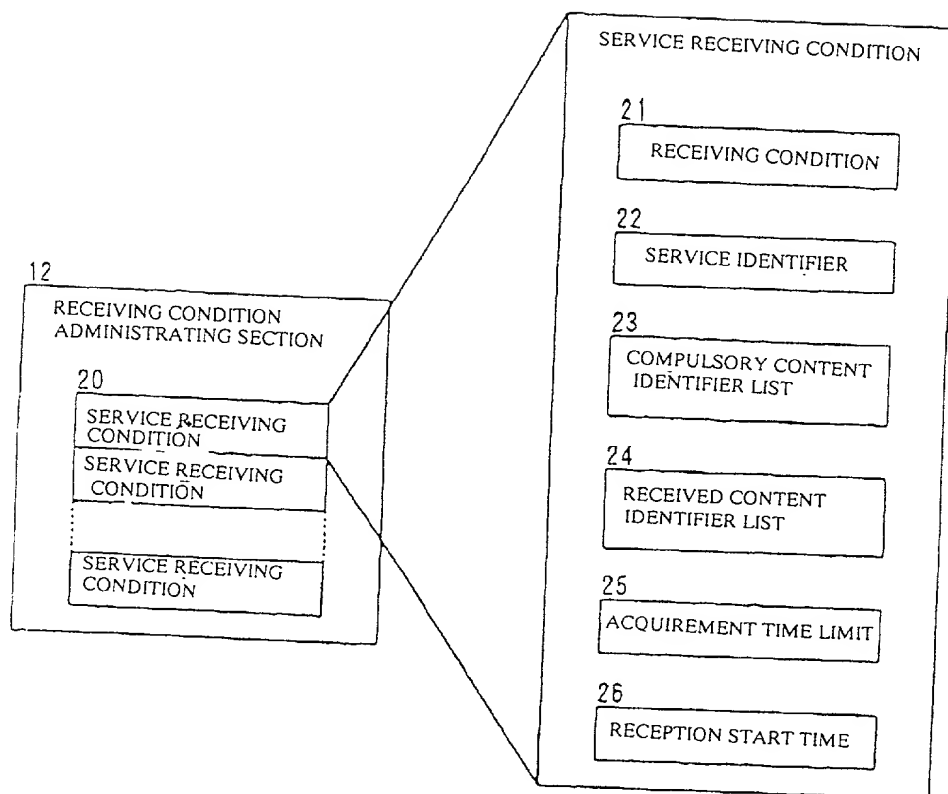 SERVICE RECEIVING CONDITION
21
RECEIVING CONDITION
22
SERVICE IDENTIFIER
23
COMPULSORY CONTENT
IDENTIFIER LIST
24
RECEIVED CONTENT
IDENTIFIER LIST
25
ACQUIREMENT TIME LIMIT
26
RECEPTION START TIME
12
RECEIVING CONDITION
ADMINISTRATING SECTION
20
SERVICE RECEIVING
CONDITION
SERVICE RECEIVING
CONDITION
SERVICE RECEIVING
CONDITION